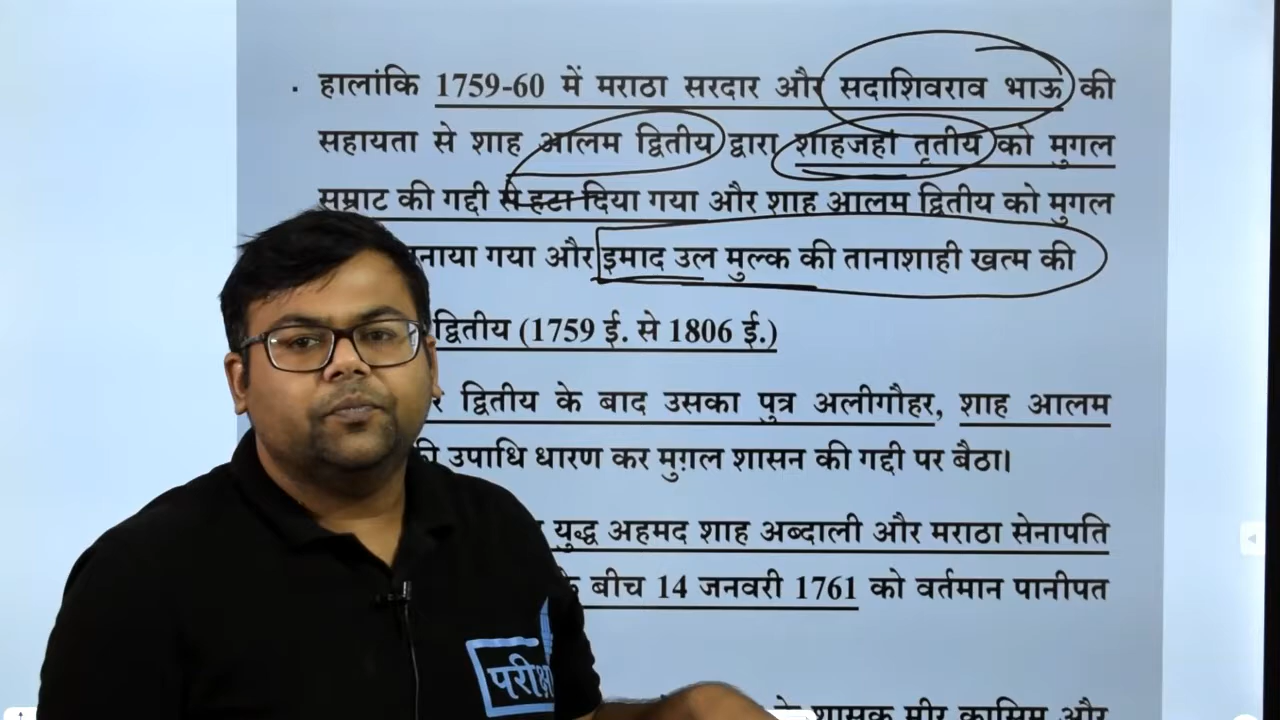 . हालांकि 1759-60 में मराठा सरदार और सदाशिवराव भाऊ की
सहायता से शाह आलम द्वितीय द्वारा शाहजहां तृतीय को मुगल
सम्राट की गद्दी से हटा दिया गया और शाह आलम द्वितीय को मुगल
नाया गया और इमाद उल मुल्क की तानाशाही खत्म की
द्वितीय (1759 ई. से 1806 ई.)
र द्वितीय के बाद उसका पुत्र अलीगौहर, शाह आलम
की उपाधि धारण कर मुग़ल शासन की गद्दी पर बैठा।
युद्ध अहमद शाह अब्दाली और मराठा सेनापति
के बीच 14 जनवरी 1761 को वर्तमान पानीपत
के शासक मीर कासिम और
परीक्षा